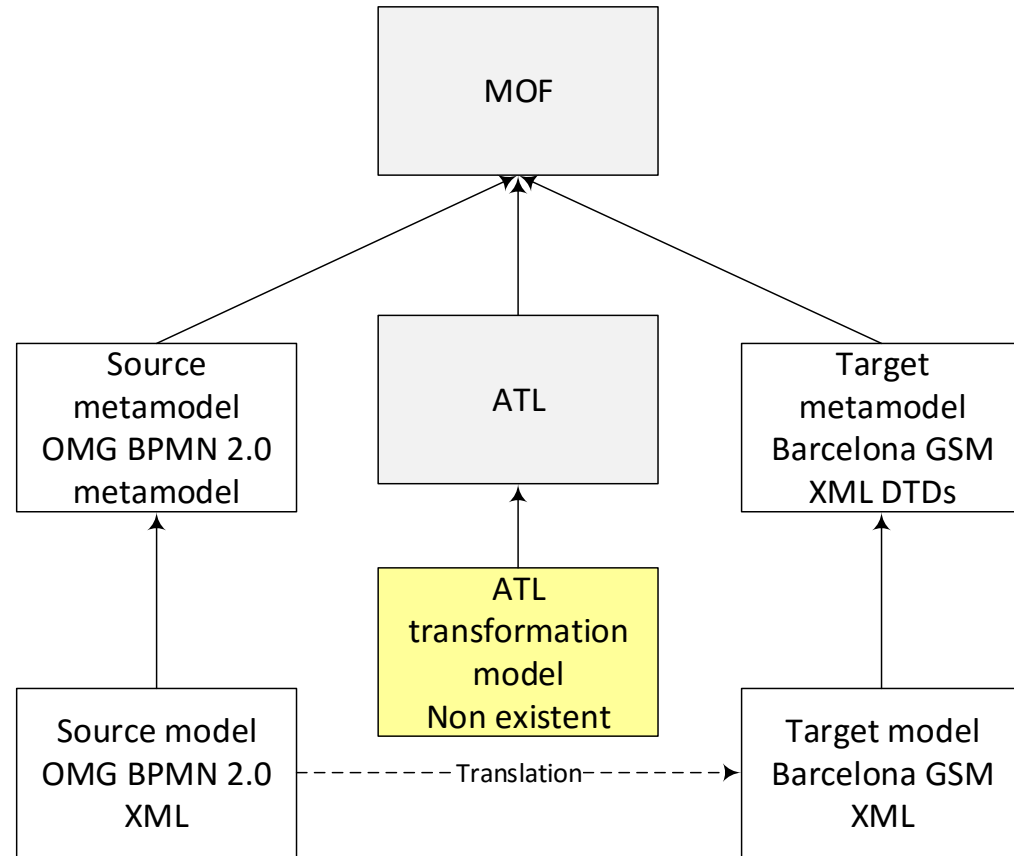 MOF
Source
metamodel
OMG BPMN 2.0
metamodel
ATL
Target
metamodel
Barcelona GSM
XML DTDs
ATL
transformation
model
Non existent
Source model
OMG BPMN 2.0
XML
Translation
Target model
Barcelona GSM
XML